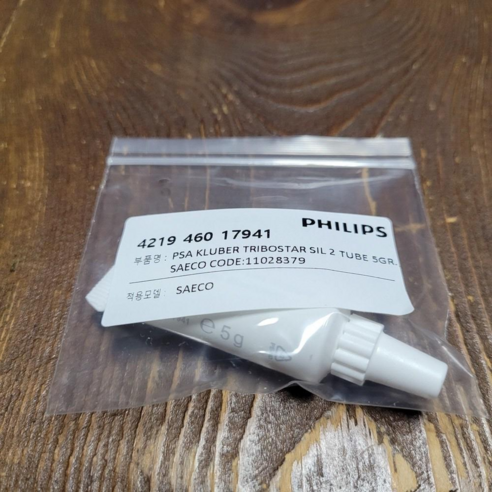 PHILIPS
4219 460 17941
부품명 : PSA KLUBER TRIBOSTAR SIL 2 TUBE 5GR.
SAECO CODE:11028379
적용모델 : SAECO
℮ 5g